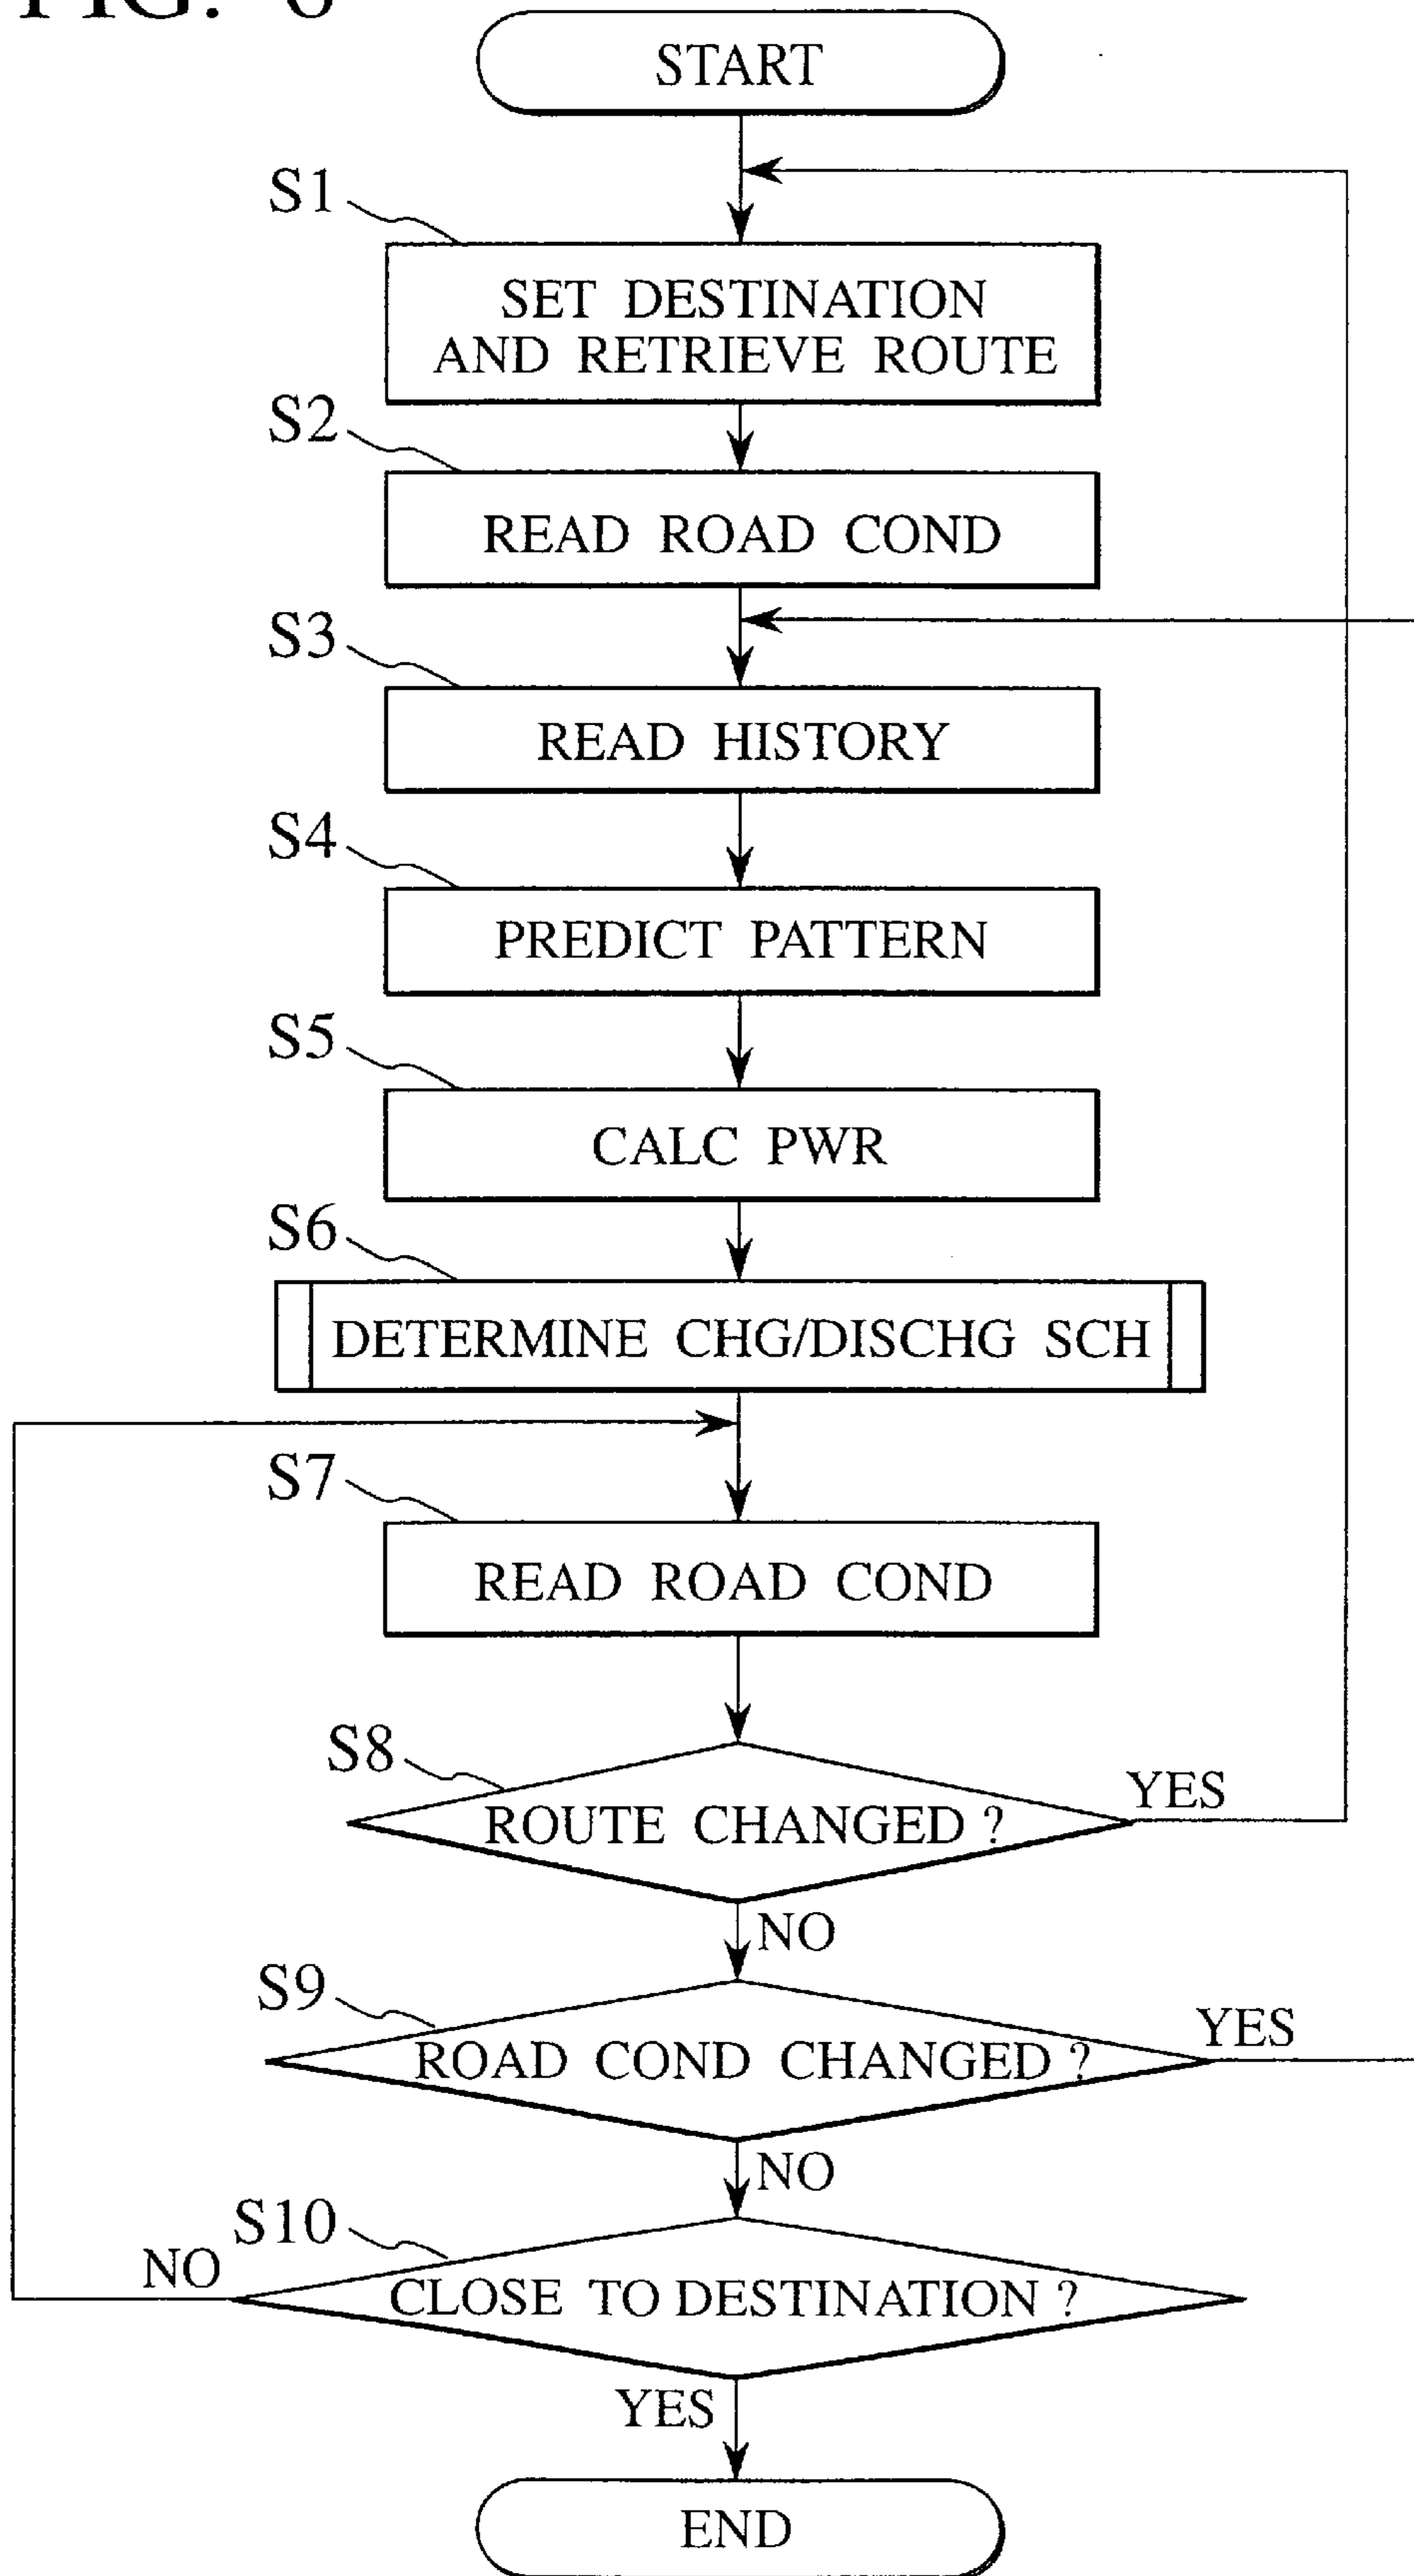 START
S1
SET DESTINATION
AND RETRIEVE ROUTE
S2
READ ROAD COND
S3
READ HISTORY
S4
PREDICT PATTERN
S5
CALC PWR
S6
DETERMINE CHG/DISCHG SCH
S7
READ ROAD COND
S8
ROUTE CHANGED ?
YES
NO
S9
ROAD COND CHANGED ?
YES
NO
S10
CLOSE TO DESTINATION ?
NO
YES
END